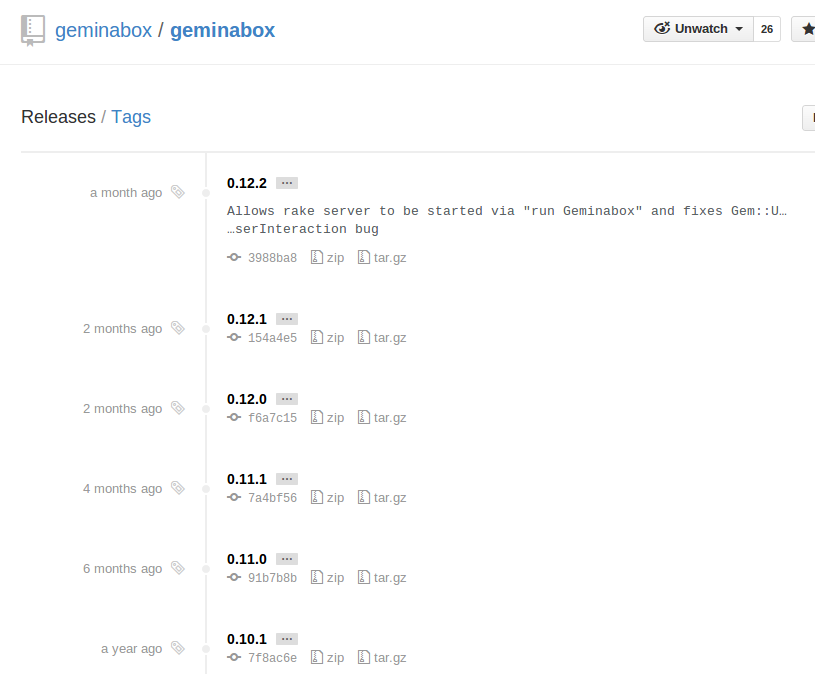 geminabox / geminabox
Unwatch 26
Releases / Tags
a month ago 0.12.2 ...
Allows rake server to be started via "run Geminabox" and fixes Gem::U…
…serInteraction bug
3988ba8 zip tar.gz
2 months ago 0.12.1 ...
154a4e5 zip tar.gz
2 months ago 0.12.0 ...
f6a7c15 zip tar.gz
4 months ago 0.11.1 ...
7a4bf56 zip tar.gz
6 months ago 0.11.0 ...
91b7b8b zip tar.gz
a year ago 0.10.1 ...
7f8ac6e zip tar.gz